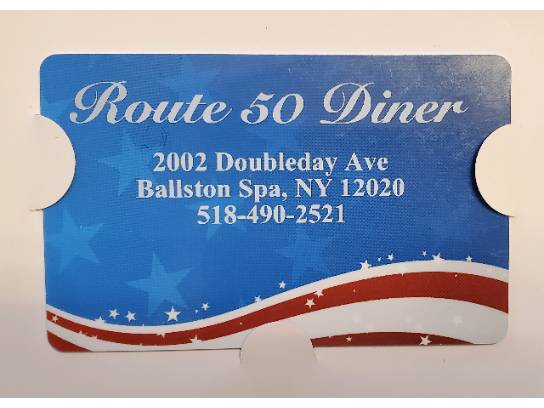 Route 50 Diner
2002 Doubleday Ave
Ballston Spa, NY 12020
518-490-2521